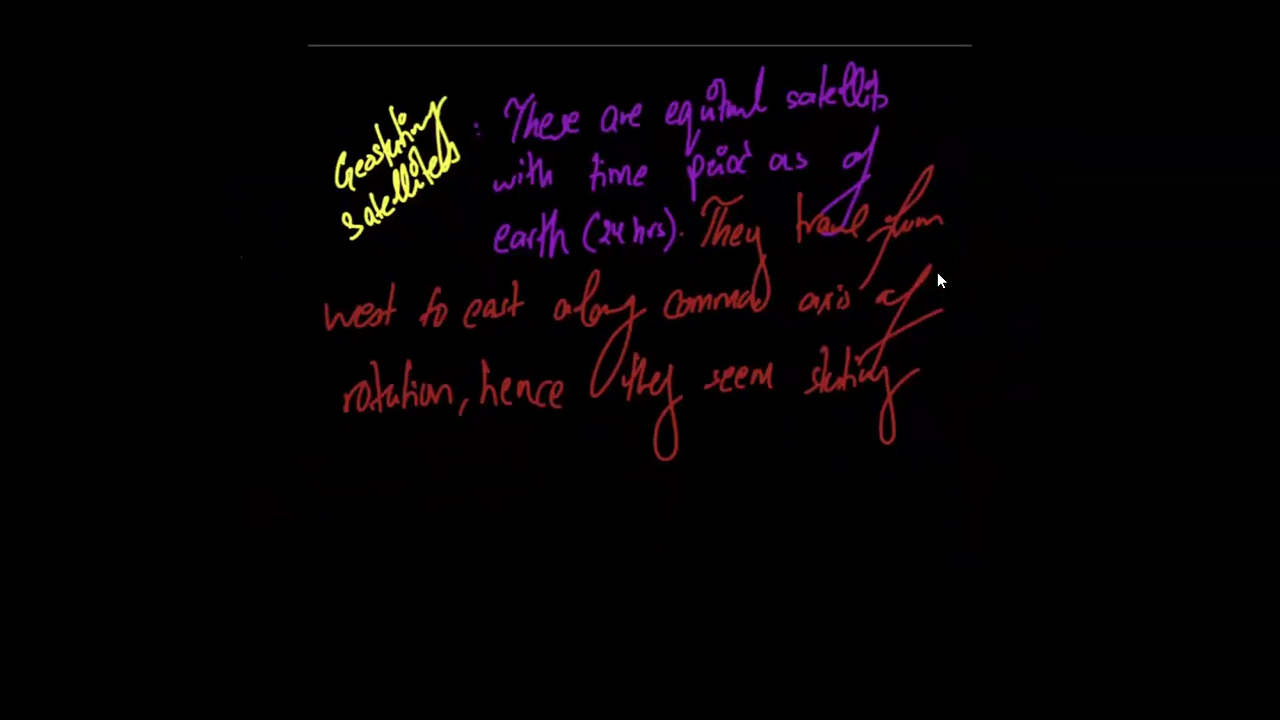 Geostationary
Satellites
: These are equitorial satellites
with time period as of
earth (24 hrs). They travel from
west to east along common axis of
rotation, hence they seem stationary